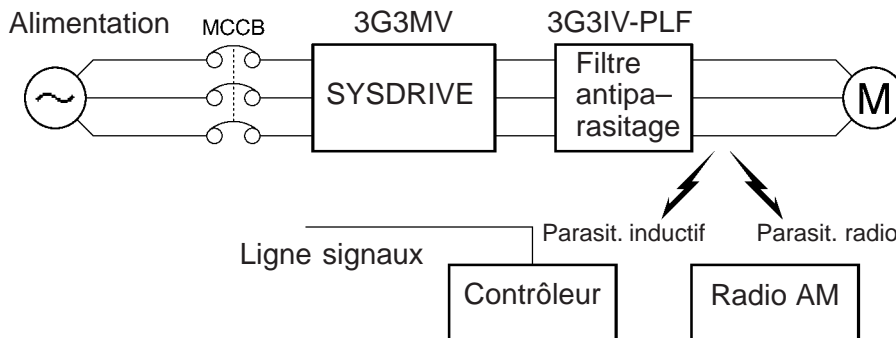 Alimentation
MCCB
3G3MV
3G3IV-PLF
SYSDRIVE
Filtre
antipa–
rasitage
M
Parasit. inductif
Parasit. radio
Ligne signaux
Contrôleur
Radio AM